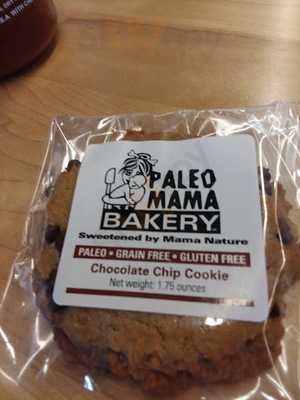 PALEO
MAMA
BAKERY
Sweetened by Mama Nature
PALEO • GRAIN FREE • GLUTEN FREE
Chocolate Chip Cookie
Net weight: 1.75 ounces